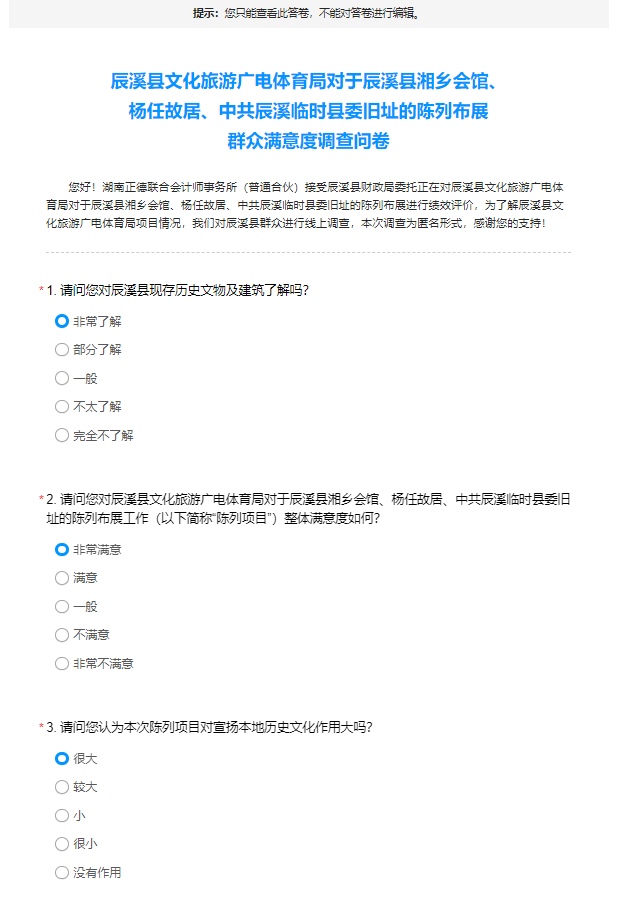 提示：您只能查看此答卷，不能对答卷进行编辑。
辰溪县文化旅游广电体育局对于辰溪县湘乡会馆、
杨任故居、中共辰溪临时县委旧址的陈列布展
群众满意度调查问卷
您好！湖南正德联合会计师事务所（普通合伙）接受辰溪县财政局委托正在对辰溪县文化旅游广电体
育局对于辰溪县湘乡会馆、杨任故居、中共辰溪临时县委旧址的陈列布展进行绩效评价，为了解辰溪县文
化旅游广电体育局项目情况，我们对辰溪县群众进行线上调查，本次调查为匿名形式，感谢您的支持！
*1. 请问您对辰溪县现存历史文物及建筑了解吗？
非常了解
部分了解
一般
不太了解
完全不了解
*2. 请问您对辰溪县文化旅游广电体育局对于辰溪县湘乡会馆、杨任故居、中共辰溪临时县委旧
址的陈列布展工作（以下简称“陈列项目”）整体满意度如何？
非常满意
满意
一般
不满意
非常不满意
*3. 请问您认为本次陈列项目对宣扬本地历史文化作用大吗？
很大
较大
小
很小
没有作用